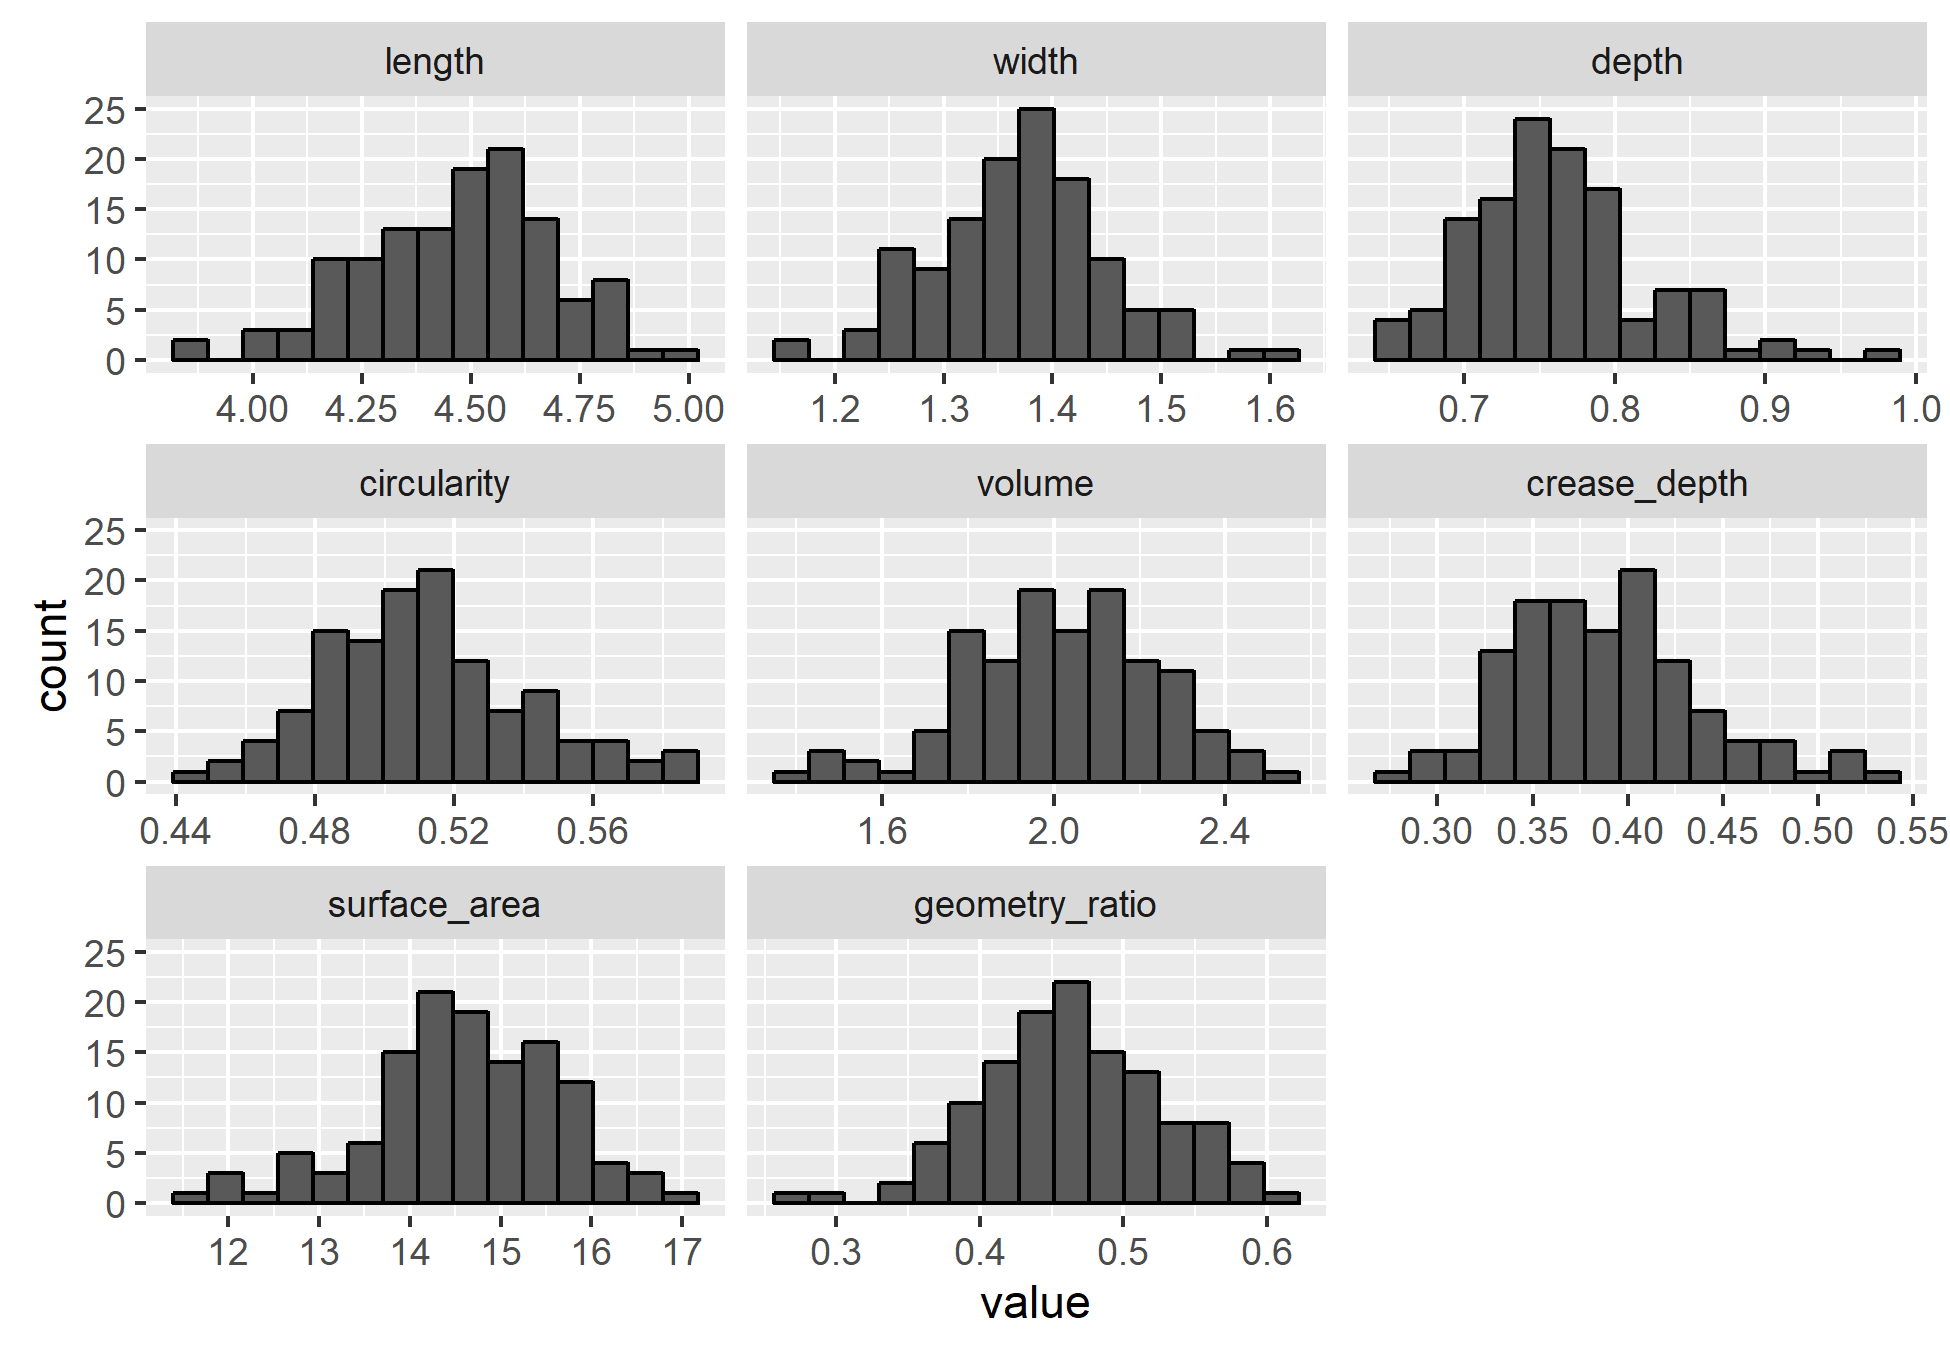 length width depth
25
20
15
10
5
0
4.00 4.25 4.50 4.75 5.00 1.2 1.3 1.4 1.5 1.6 0.7 0.8 0.9 1.0
circularity volume crease_depth
25
20
15
10
5
0
0.44 0.48 0.52 0.56 1.6 2.0 2.4 0.30 0.35 0.40 0.45 0.50 0.55
count
surface_area geometry_ratio
25
20
15
10
5
0
12 13 14 15 16 17 0.3 0.4 0.5 0.6
value